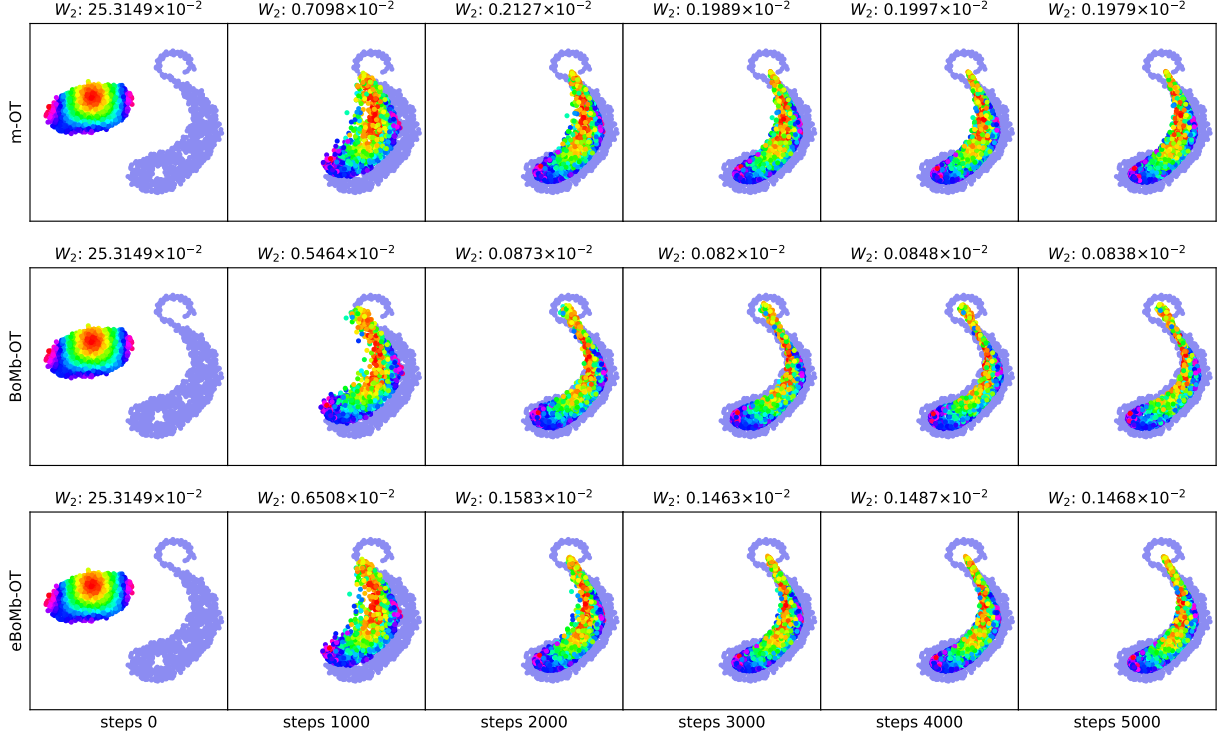 W₂: 25.3149×10⁻² W₂: 0.7098×10⁻² W₂: 0.2127×10⁻² W₂: 0.1989×10⁻² W₂: 0.1997×10⁻² W₂: 0.1979×10⁻²
m-OT
W₂: 25.3149×10⁻² W₂: 0.5464×10⁻² W₂: 0.0873×10⁻² W₂: 0.082×10⁻² W₂: 0.0848×10⁻² W₂: 0.0838×10⁻²
BoMb-OT
W₂: 25.3149×10⁻² W₂: 0.6508×10⁻² W₂: 0.1583×10⁻² W₂: 0.1463×10⁻² W₂: 0.1487×10⁻² W₂: 0.1468×10⁻²
eBoMb-OT
steps 0 steps 1000 steps 2000 steps 3000 steps 4000 steps 5000